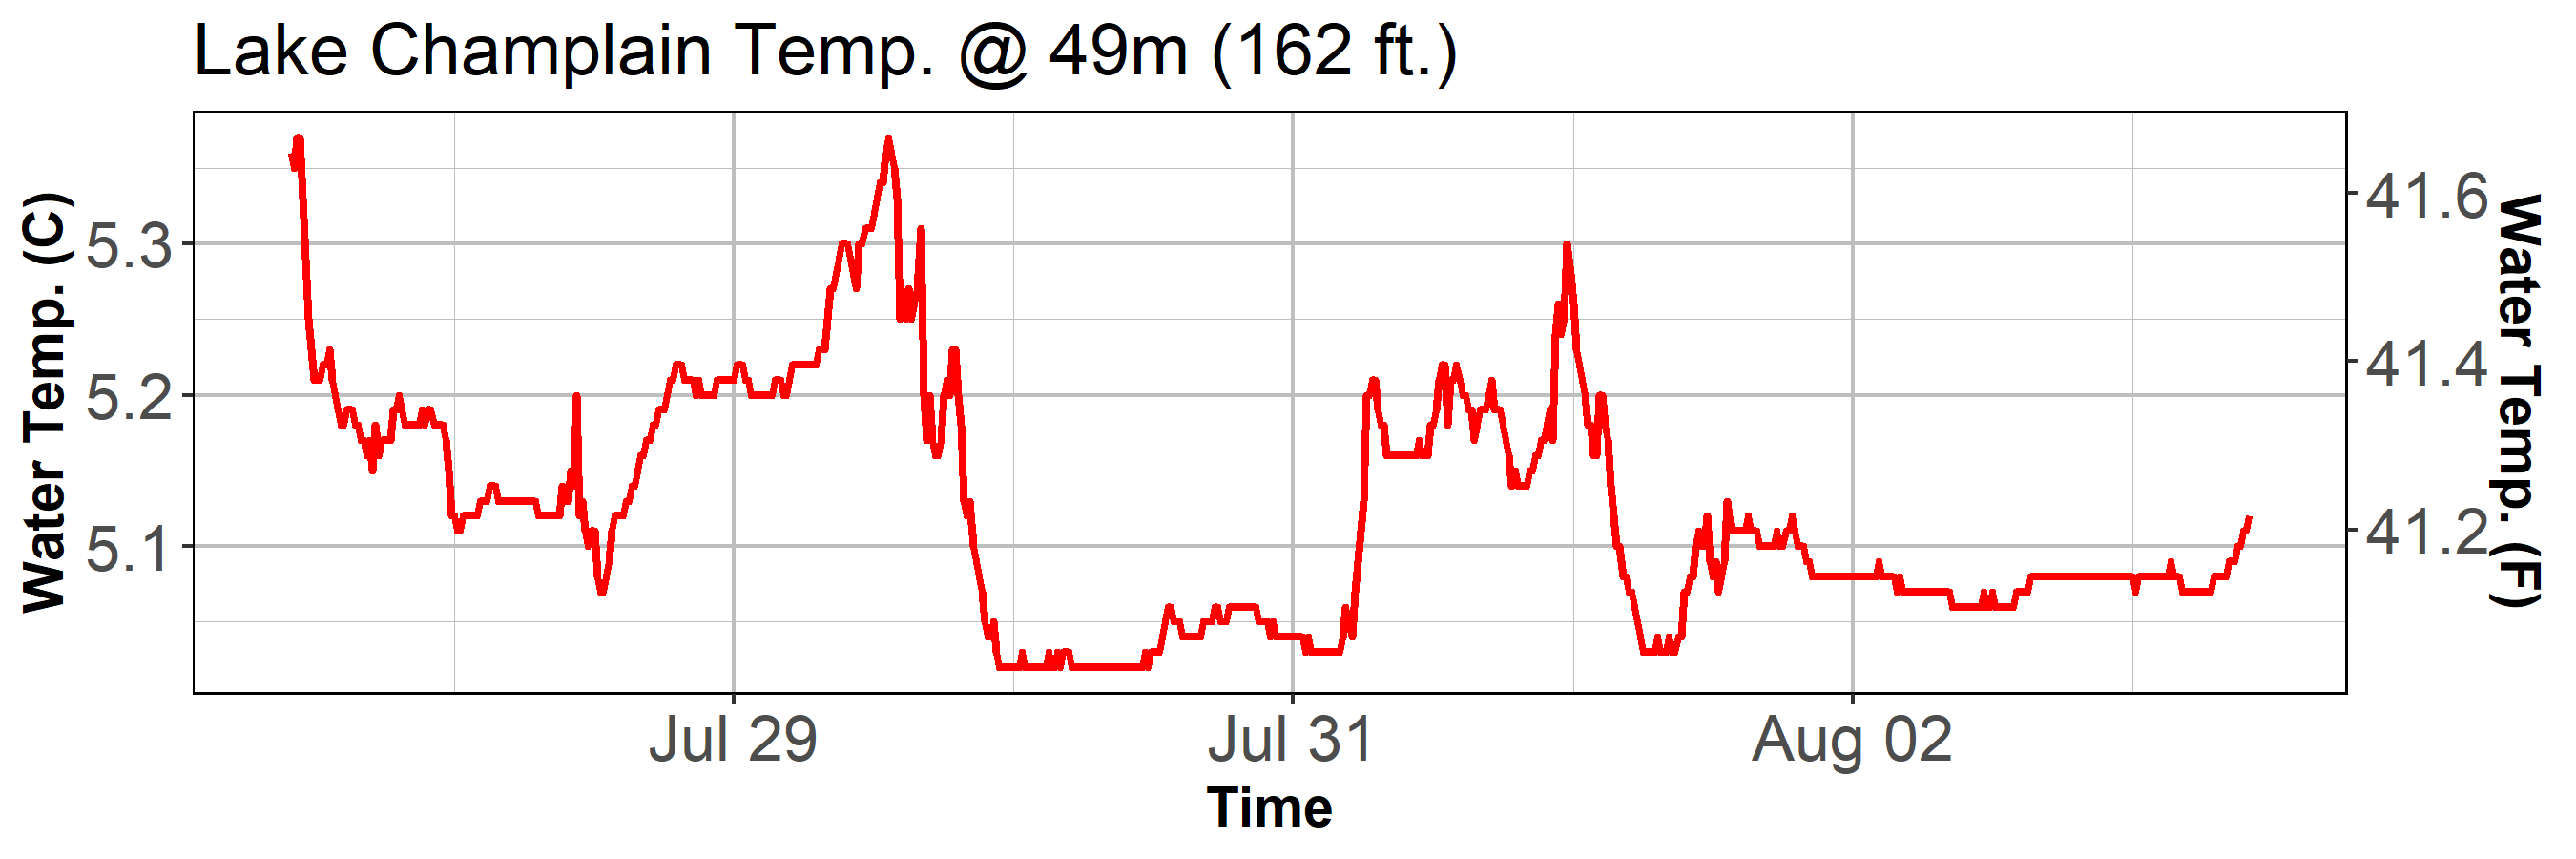 Lake Champlain Temp. @ 49m (162 ft.)
Water Temp. (C)
5.3
5.2
5.1
41.6
41.4
41.2
Water Temp. (F)
Jul 29
Jul 31
Aug 02
Time